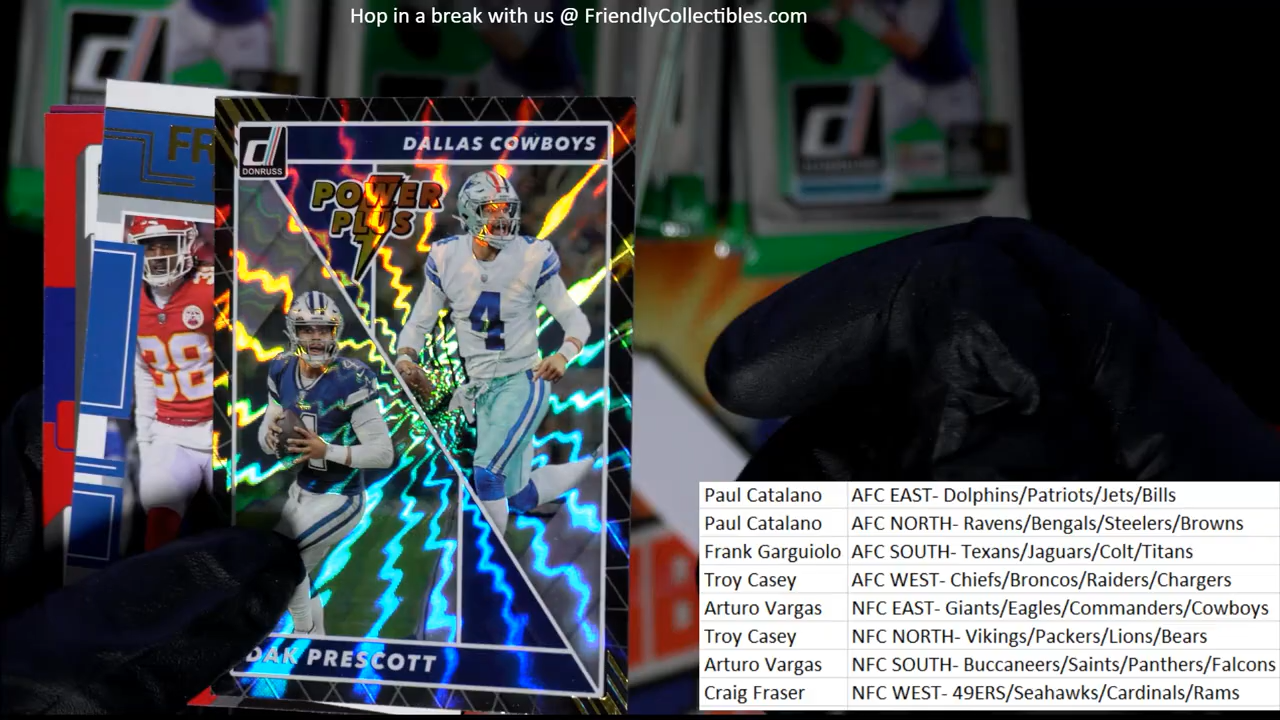 Hop in a break with us @ FriendlyCollectibles.com
DONRUSS
DALLAS COWBOYS
POWER
PLUS
4
FR
38
DAK PRESCOTT
Paul Catalano AFC EAST- Dolphins/Patriots/Jets/Bills
Paul Catalano AFC NORTH- Ravens/Bengals/Steelers/Browns
Frank Garguiolo AFC SOUTH- Texans/Jaguars/Colt/Titans
Troy Casey AFC WEST- Chiefs/Broncos/Raiders/Chargers
Arturo Vargas NFC EAST- Giants/Eagles/Commanders/Cowboys
Troy Casey NFC NORTH- Vikings/Packers/Lions/Bears
Arturo Vargas NFC SOUTH- Buccaneers/Saints/Panthers/Falcons
Craig Fraser NFC WEST- 49ERS/Seahawks/Cardinals/Rams